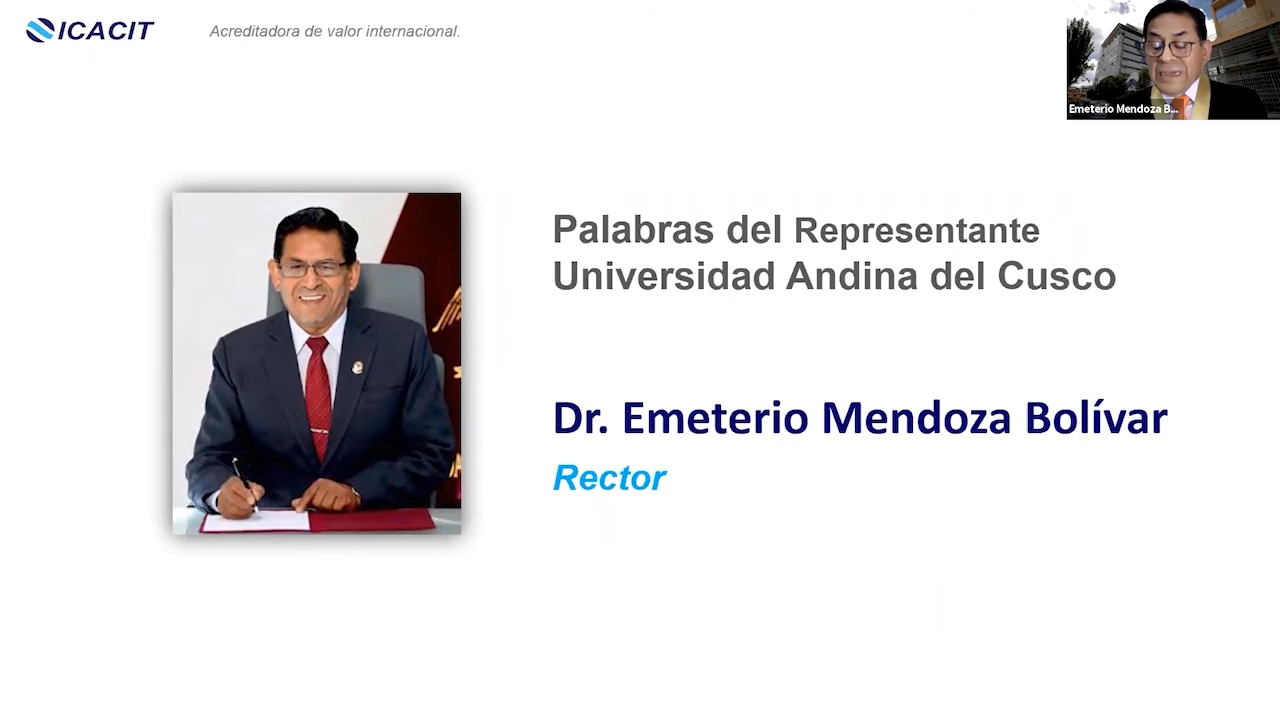 ICACIT
Acreditadora de valor internacional.
Emeterio Mendoza B...
Palabras del Representante
Universidad Andina del Cusco
Dr. Emeterio Mendoza Bolívar
Rector